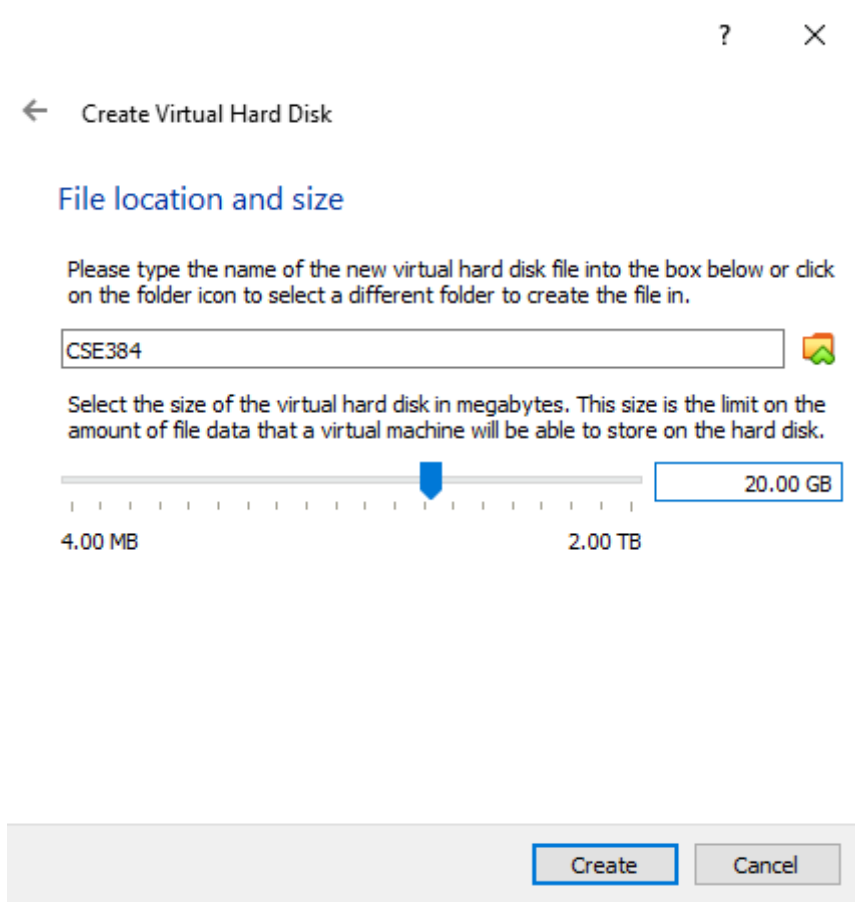 ?
Create Virtual Hard Disk
File location and size
Please type the name of the new virtual hard disk file into the box below or click
on the folder icon to select a different folder to create the file in.
CSE384
Select the size of the virtual hard disk in megabytes. This size is the limit on the
amount of file data that a virtual machine will be able to store on the hard disk.
20.00 GB
4.00 MB 2.00 TB
Create Cancel